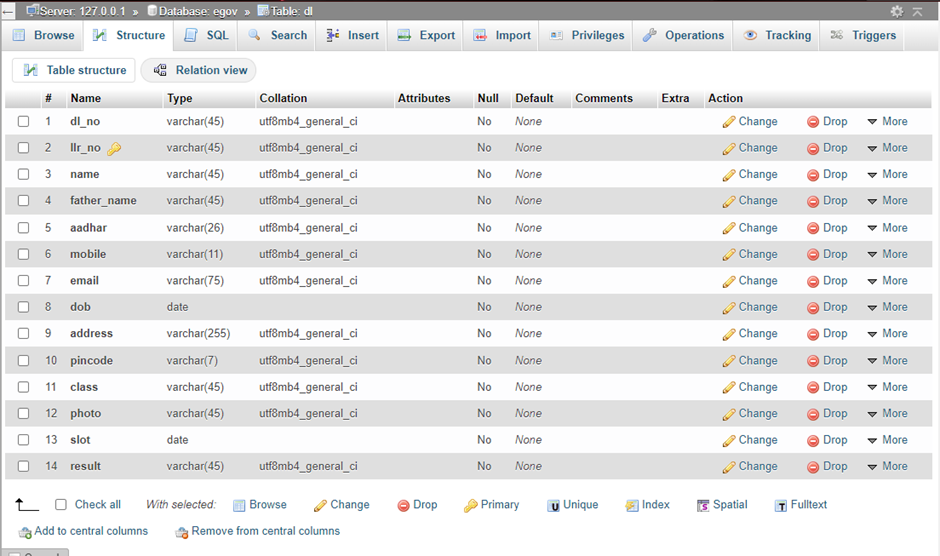 Server: 127.0.0.1 » Database: egov » Table: dl
Browse Structure SQL Search Insert Export Import Privileges Operations Tracking Triggers
Table structure Relation view
# Name Type Collation Attributes Null Default Comments Extra Action
1 dl_no varchar(45) utf8mb4_general_ci No None Change Drop More
2 llr_no varchar(45) utf8mb4_general_ci No None Change Drop More
3 name varchar(45) utf8mb4_general_ci No None Change Drop More
4 father_name varchar(45) utf8mb4_general_ci No None Change Drop More
5 aadhar varchar(26) utf8mb4_general_ci No None Change Drop More
6 mobile varchar(11) utf8mb4_general_ci No None Change Drop More
7 email varchar(75) utf8mb4_general_ci No None Change Drop More
8 dob date No None Change Drop More
9 address varchar(255) utf8mb4_general_ci No None Change Drop More
10 pincode varchar(7) utf8mb4_general_ci No None Change Drop More
11 class varchar(45) utf8mb4_general_ci No None Change Drop More
12 photo varchar(45) utf8mb4_general_ci No None Change Drop More
13 slot date No None Change Drop More
14 result varchar(45) utf8mb4_general_ci No None Change Drop More
Check all With selected: Browse Change Drop Primary Unique Index Spatial Fulltext
Add to central columns Remove from central columns